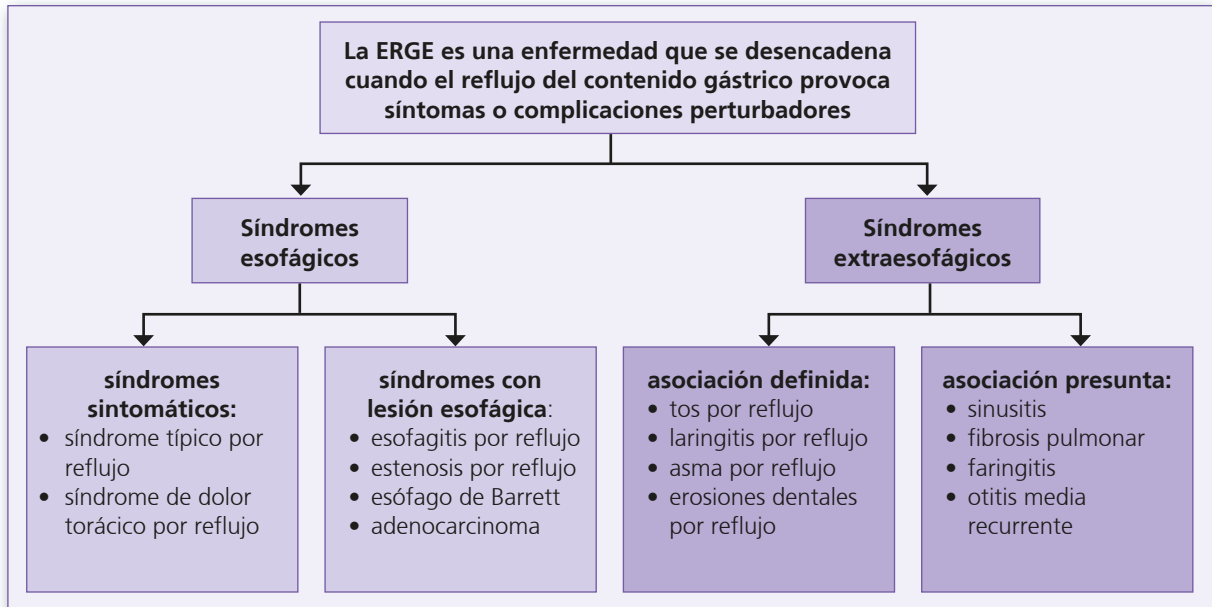 La ERGE es una enfermedad que se desencadena
cuando el reflujo del contenido gástrico provoca
síntomas o complicaciones perturbadores
Síndromes
esofágicos
Síndromes
extraesofágicos
síndromes
sintomáticos:
• síndrome típico por
reflujo
• síndrome de dolor
torácico por reflujo
síndromes con
lesión esofágica:
• esofagitis por reflujo
• estenosis por reflujo
• esófago de Barrett
• adenocarcinoma
asociación definida:
• tos por reflujo
• laringitis por reflujo
• asma por reflujo
• erosiones dentales
por reflujo
asociación presunta:
• sinusitis
• fibrosis pulmonar
• faringitis
• otitis media
recurrente